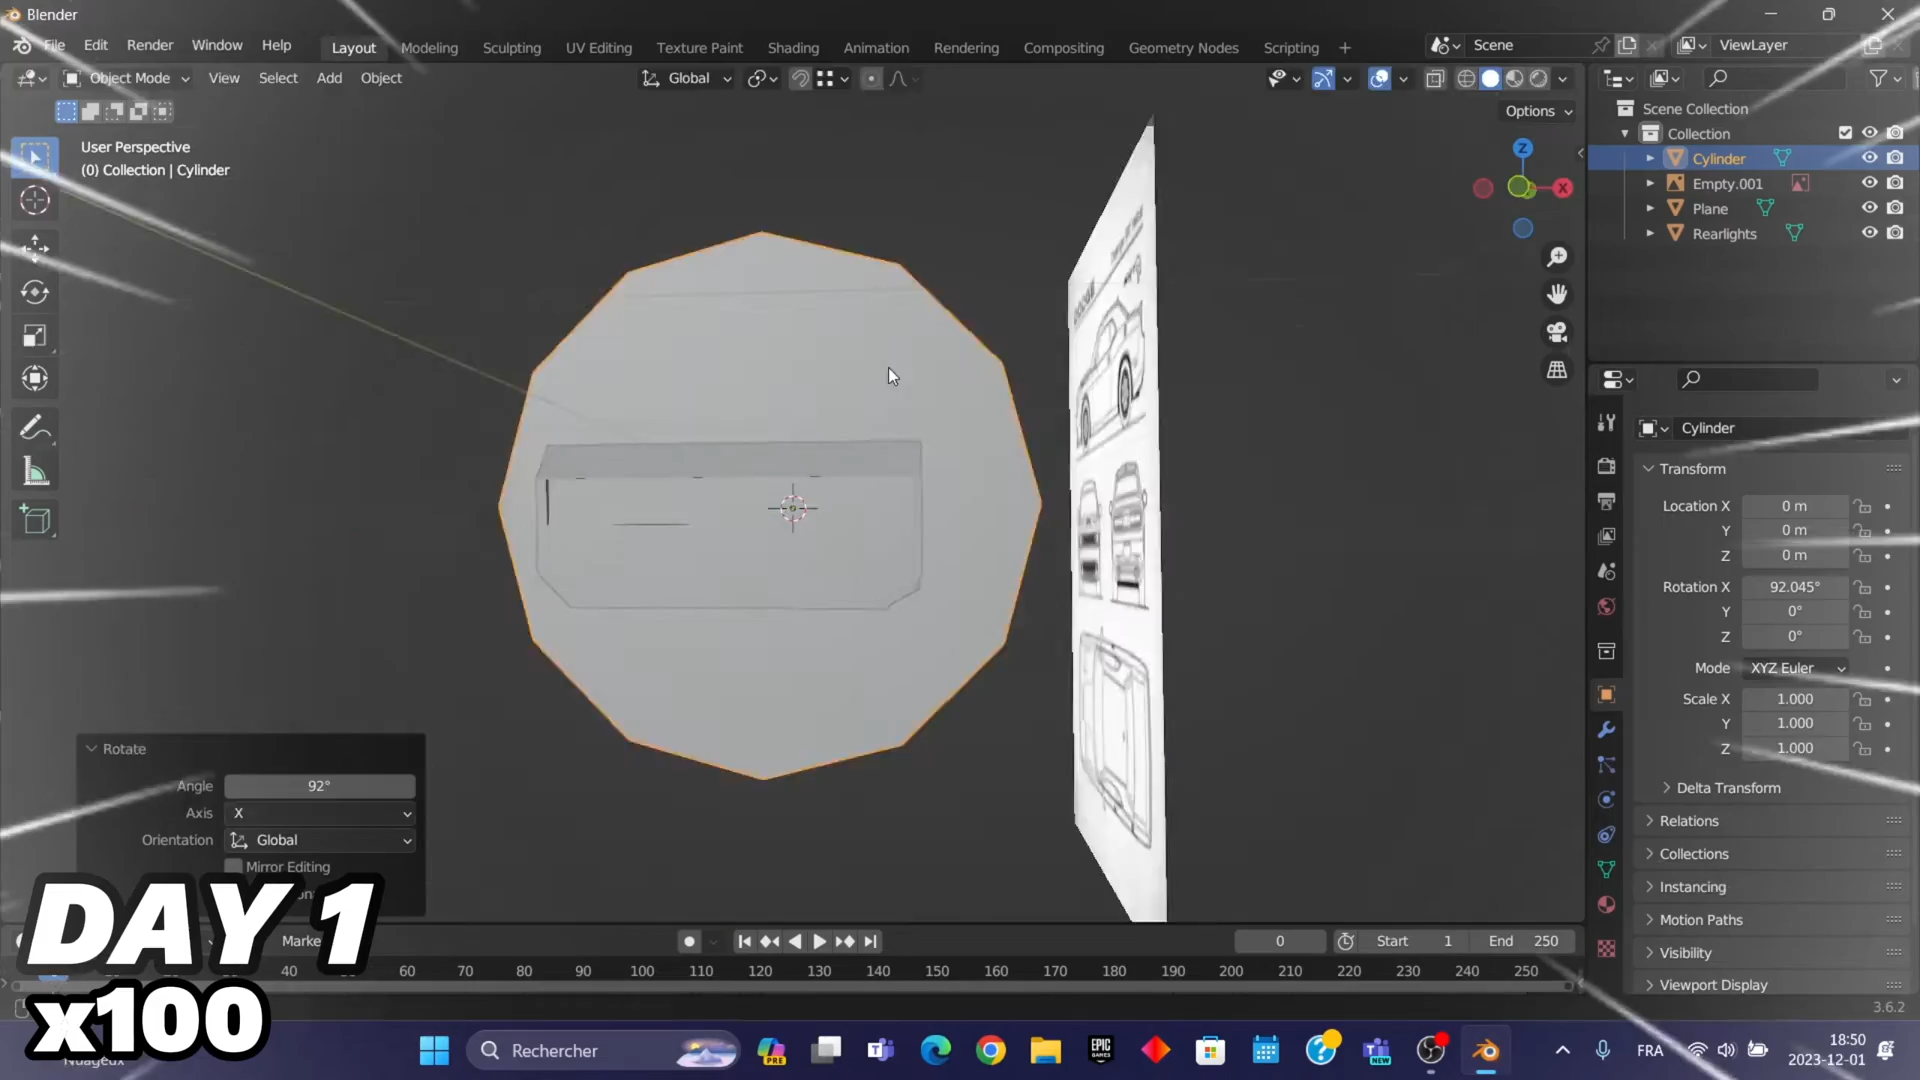 Blender
File Edit Render Window Help Layout Modeling Sculpting UV Editing Texture Paint Shading Animation Rendering Compositing Geometry Nodes Scripting + Scene ViewLayer
Object Mode View Select Add Object Global
Options
User Perspective
(0) Collection | Cylinder
Z
X
Scene Collection
Collection
Cylinder
Empty.001
Plane
Rearlights
Cylinder
Transform
Location X 0 m
Y 0 m
Z 0 m
Rotation X 92.045°
Y 0°
Z 0°
Mode XYZ Euler
Scale X 1.000
Y 1.000
Z 1.000
Delta Transform
Relations
Collections
Instancing
Motion Paths
Visibility
Viewport Display
Rotate
Angle 92°
Axis X
Orientation Global
Mirror Editing
DAY 1
x100
0 Start 1 End 250
40 60 70 80 90 100 110 120 130 140 150 160 170 180 190 200 210 220 230 240 250
3.6.2
Nuageux
Rechercher
PRE
EPIC GAMES
NEW
FRA
18:50
2023-12-01